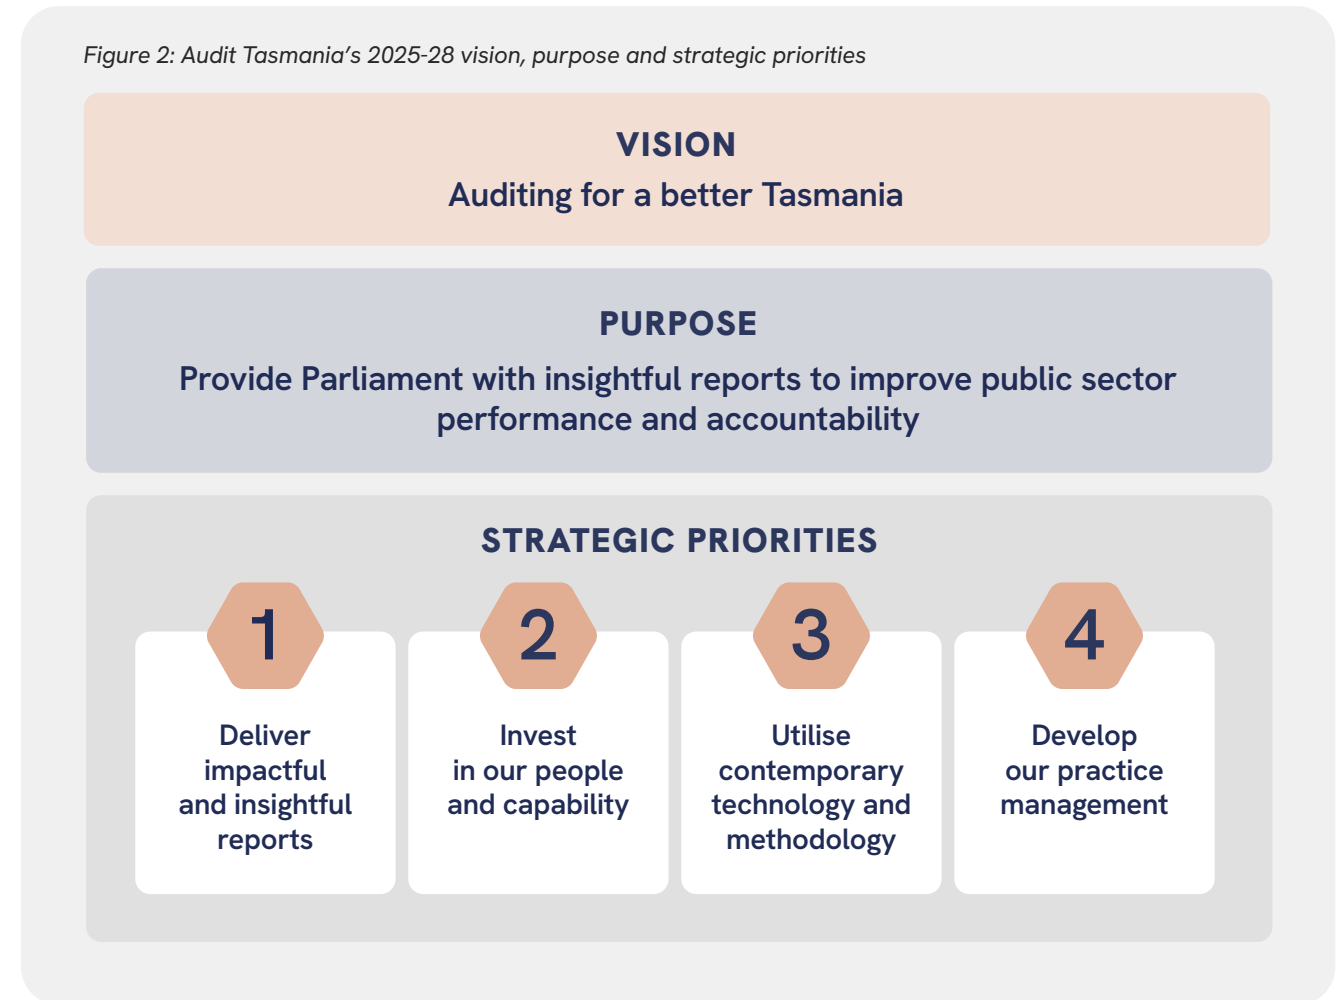 Figure 2: Audit Tasmania’s 2025-28 vision, purpose and strategic priorities
VISION
Auditing for a better Tasmania
PURPOSE
Provide Parliament with insightful reports to improve public sector
performance and accountability
STRATEGIC PRIORITIES
1
Deliver
impactful
and insightful
reports
2
Invest
in our people
and capability
3
Utilise
contemporary
technology and
methodology
4
Develop
our practice
management